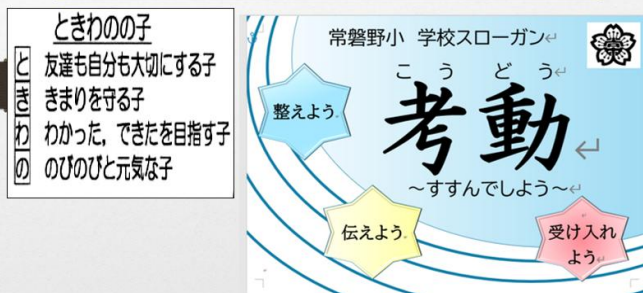 ときわのの子
と 友達も自分も大切にする子
き きまりを守る子
わ わかった，できたを目指す子
の のびのびと元気な子
常磐野小 学校スローガン
こうどう
考動
～すすんでしよう～
整えよう
伝えよう
受け入れ
よう